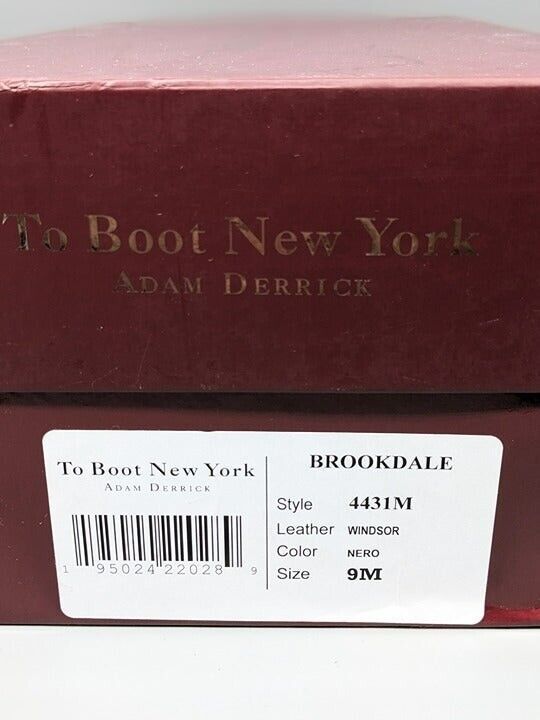 To Boot New York
ADAM DERRICK
To Boot New York
ADAM DERRICK
1 95024 22028 9
BROOKDALE
Style 4431M
Leather WINDSOR
Color NERO
Size 9M